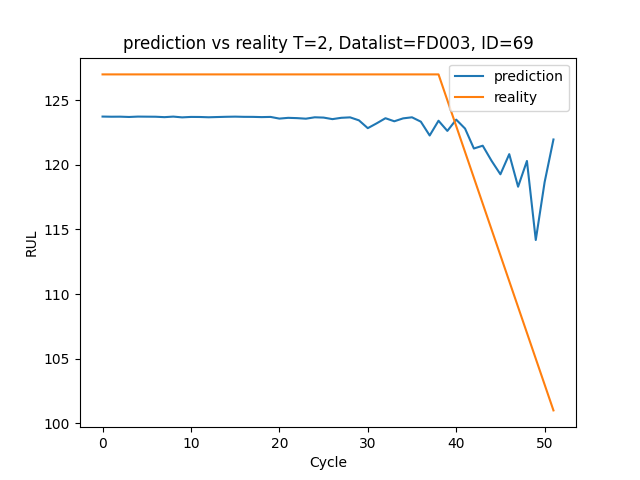 prediction vs reality T=2, Datalist=FD003, ID=69
prediction
reality
125
120
115
110
105
100
RUL
0 10 20 30 40 50
Cycle